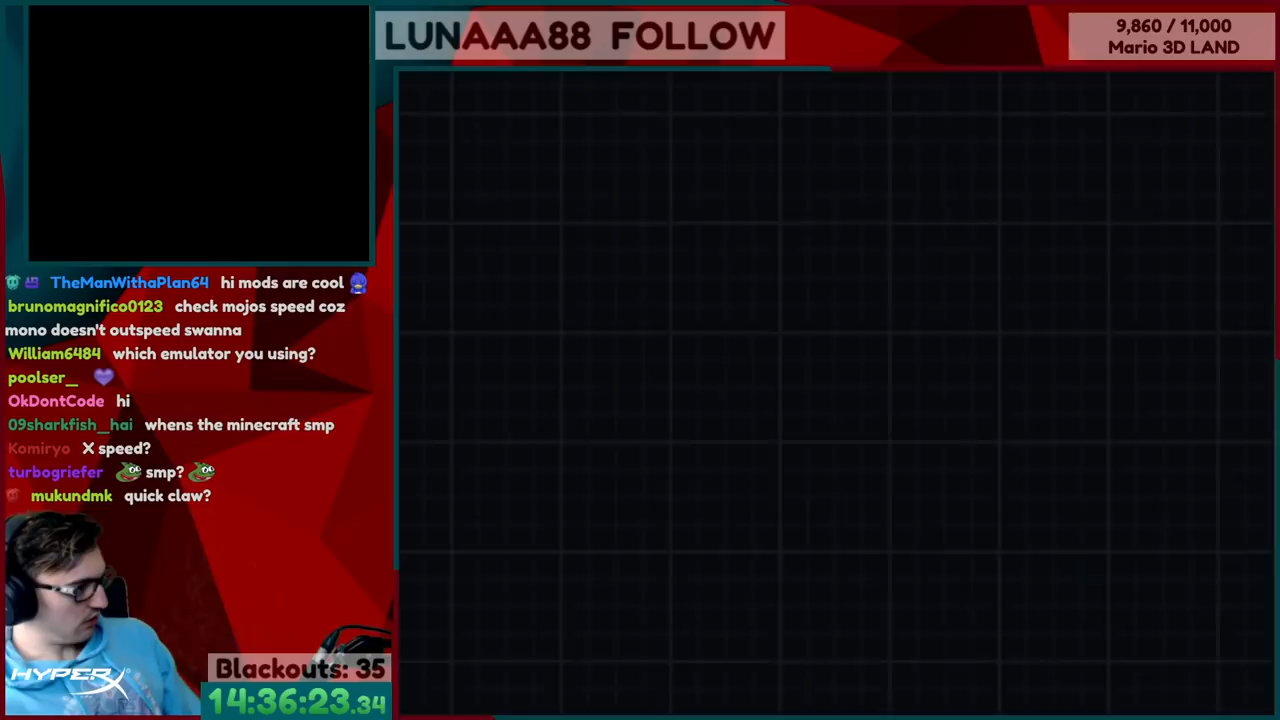 LUNAAA88 FOLLOW
9,860 / 11,000
Mario 3D LAND
TheManWithaPlan64 hi mods are cool
brunomagnifico0123 check mojos speed coz
mono doesn't outspeed swanna
William6484 which emulator you using?
poolser_
OkDontCode hi
09sharkfish_hai whens the minecraft smp
Komiryo X speed?
turbogriefer smp?
mukundmk quick claw?
HYPERX
Blackouts: 35
14:36:23.34